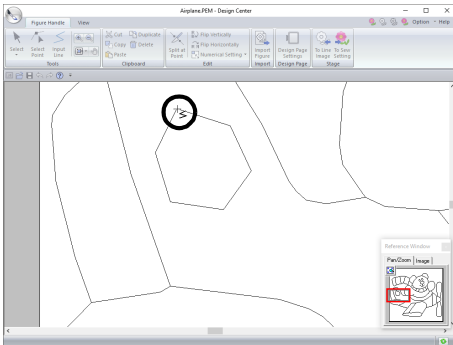 Airplane.PEM - Design Center
Figure Handle View
Option Help
Select
Select Point
Input Line
Tools
Cut
Duplicate
Copy
Delete
Paste
Clipboard
Split at Point
Flip Vertically
Flip Horizontally
Numerical Setting
Edit
Import Figure
Import
Design Page Settings
Design Page
To Line Image
To Sew Setting
Stage
Reference Window
Pan/Zoom Image